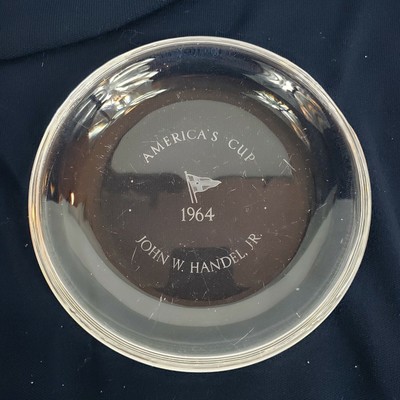 AMERICA'S CUP
1964
JOHN W. HANDEL, JR.